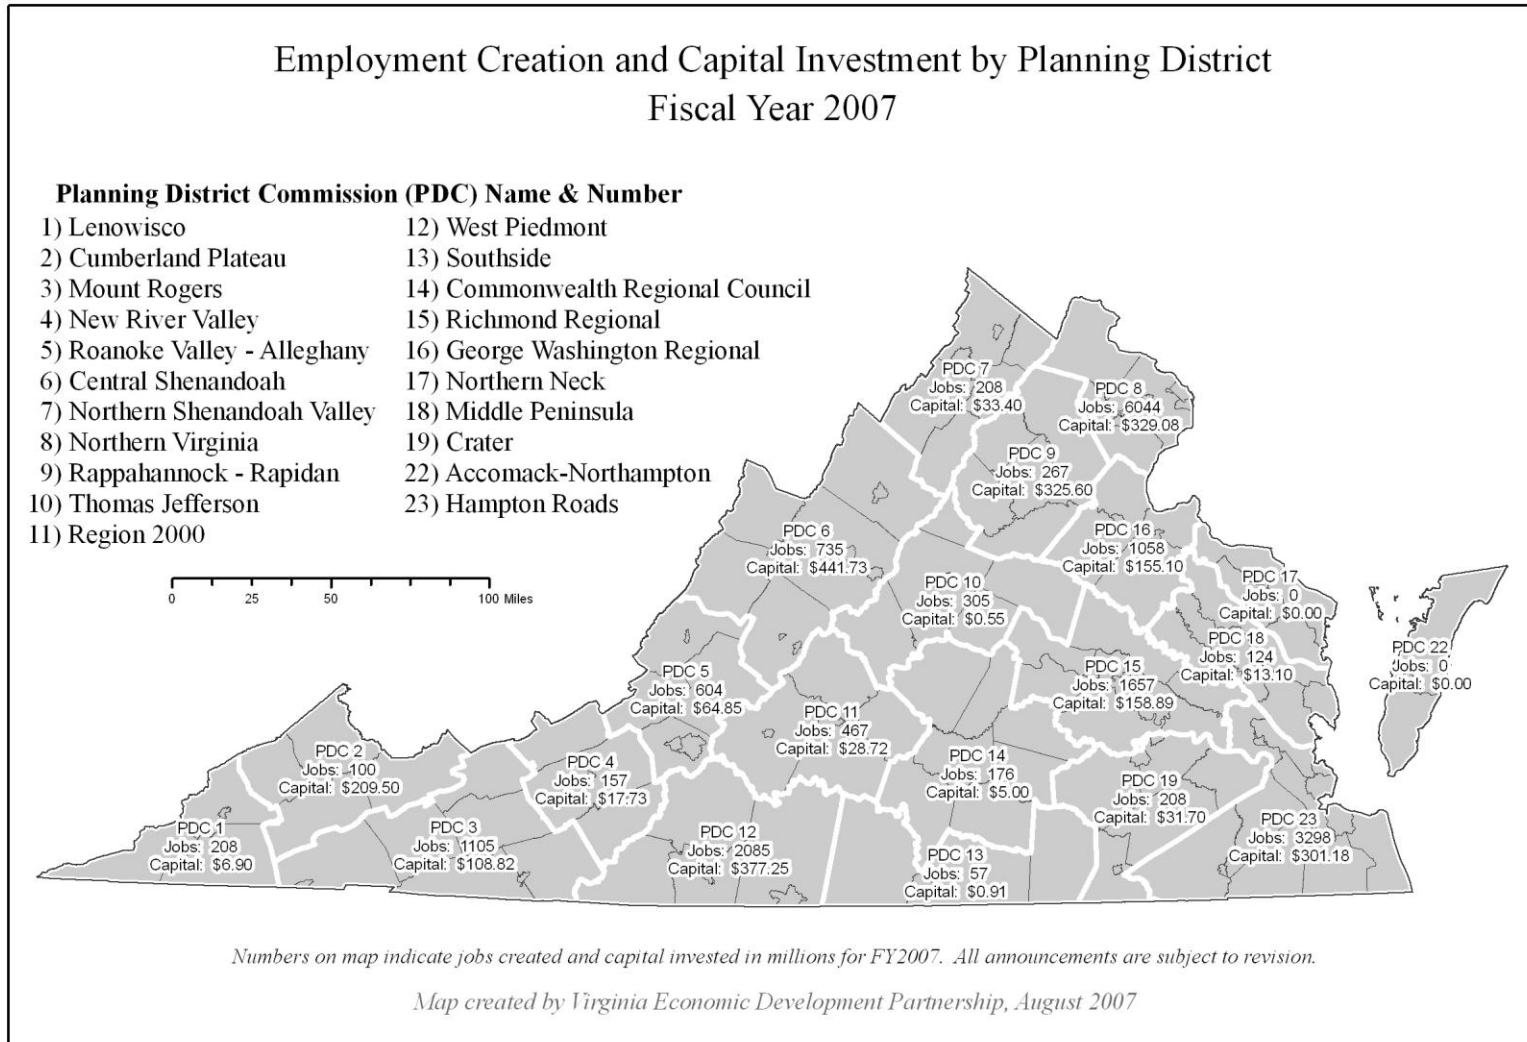 Employment Creation and Capital Investment by Planning District
Fiscal Year 2007
Planning District Commission (PDC) Name & Number
1) Lenowisco
2) Cumberland Plateau
3) Mount Rogers
4) New River Valley
5) Roanoke Valley - Alleghany
6) Central Shenandoah
7) Northern Shenandoah Valley
8) Northern Virginia
9) Rappahannock - Rapidan
10) Thomas Jefferson
11) Region 2000
12) West Piedmont
13) Southside
14) Commonwealth Regional Council
15) Richmond Regional
16) George Washington Regional
17) Northern Neck
18) Middle Peninsula
19) Crater
22) Accomack-Northampton
23) Hampton Roads
0 25 50 100 Miles
PDC 7
Jobs: 208
Capital: $33.40
PDC 8
Jobs: 6044
Capital: $329.08
PDC 9
Jobs: 267
Capital: $325.60
PDC 6
Jobs: 735
Capital: $441.73
PDC 16
Jobs: 1058
Capital: $155.10
PDC 10
Jobs: 305
Capital: $0.55
PDC 17
Jobs: 0
Capital: $0.00
PDC 18
Jobs: 124
Capital: $13.10
PDC 22
Jobs: 0
Capital: $0.00
PDC 5
Jobs: 604
Capital: $64.85
PDC 15
Jobs: 1657
Capital: $158.89
PDC 11
Jobs: 467
Capital: $28.72
PDC 2
Jobs: 100
Capital: $209.50
PDC 4
Jobs: 157
Capital: $17.73
PDC 14
Jobs: 176
Capital: $5.00
PDC 19
Jobs: 208
Capital: $31.70
PDC 1
Jobs: 208
Capital: $6.90
PDC 3
Jobs: 1105
Capital: $108.82
PDC 12
Jobs: 2085
Capital: $377.25
PDC 13
Jobs: 57
Capital: $0.91
PDC 23
Jobs: 3298
Capital: $301.18
Numbers on map indicate jobs created and capital invested in millions for FY2007. All announcements are subject to revision.
Map created by Virginia Economic Development Partnership, August 2007